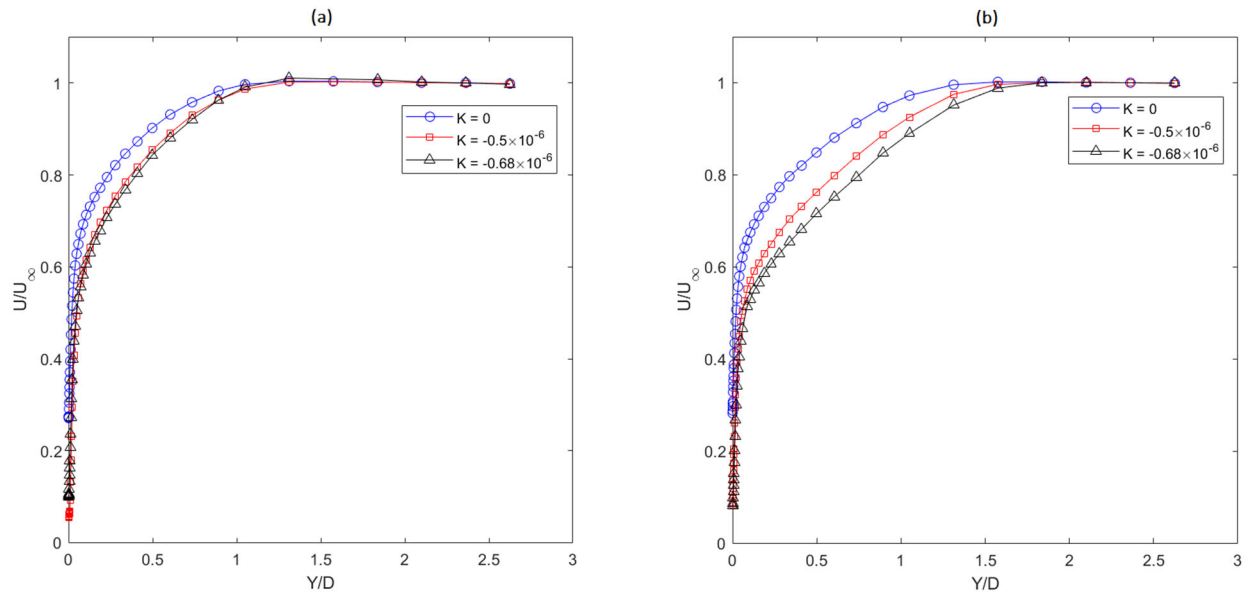 (a)
(b)
1
0.8
0.6
0.4
0.2
0
0 0.5 1 1.5 2 2.5 3
Y/D
U/U∞
K = 0
K = -0.5×10⁻⁶
K = -0.68×10⁻⁶
1
0.8
0.6
0.4
0.2
0
0 0.5 1 1.5 2 2.5 3
Y/D
U/U∞
K = 0
K = -0.5×10⁻⁶
K = -0.68×10⁻⁶